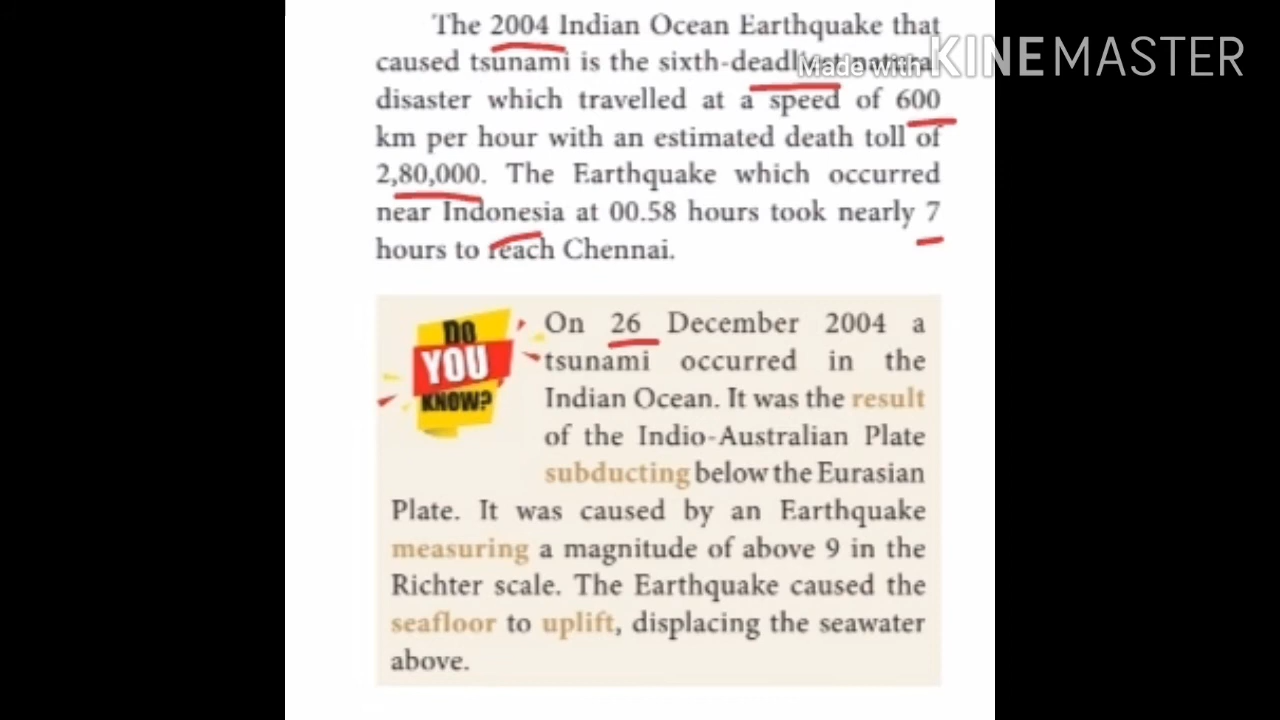 The 2004 Indian Ocean Earthquake that
caused tsunami is the sixth-deadliest natural
Made with KINEMASTER
disaster which travelled at a speed of 600
km per hour with an estimated death toll of
2,80,000. The Earthquake which occurred
near Indonesia at 00.58 hours took nearly 7
hours to reach Chennai.
DO
YOU
KNOW?
On 26 December 2004 a
tsunami occurred in the
Indian Ocean. It was the result
of the Indio-Australian Plate
subducting below the Eurasian
Plate. It was caused by an Earthquake
measuring a magnitude of above 9 in the
Richter scale. The Earthquake caused the
seafloor to uplift, displacing the seawater
above.